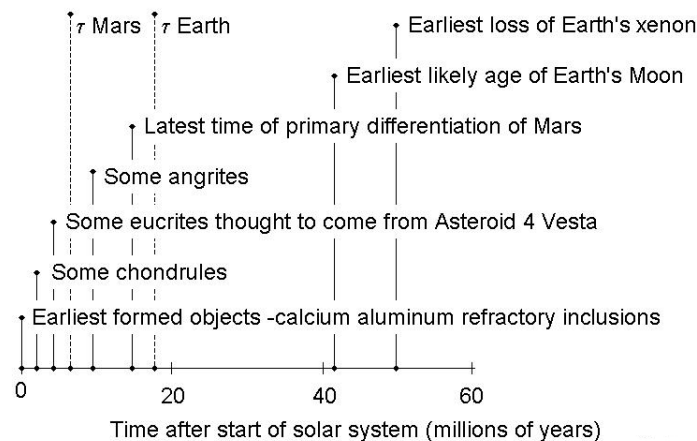 τ Mars
τ Earth
Earliest loss of Earth's xenon
Earliest likely age of Earth's Moon
Latest time of primary differentiation of Mars
Some angrites
Some eucrites thought to come from Asteroid 4 Vesta
Some chondrules
Earliest formed objects -calcium aluminum refractory inclusions
0 20 40 60
Time after start of solar system (millions of years)